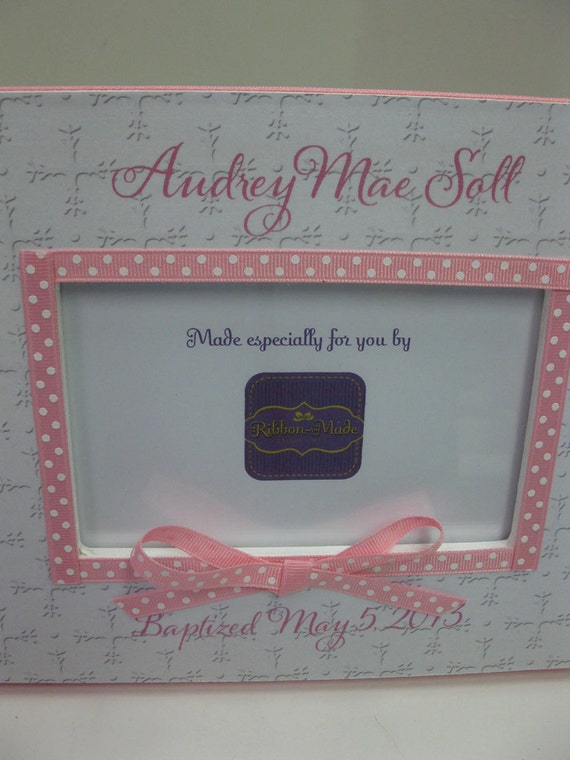 Audrey Mae Soll
Made especially for you by
Ribbon-Made
Baptized May 5, 2013